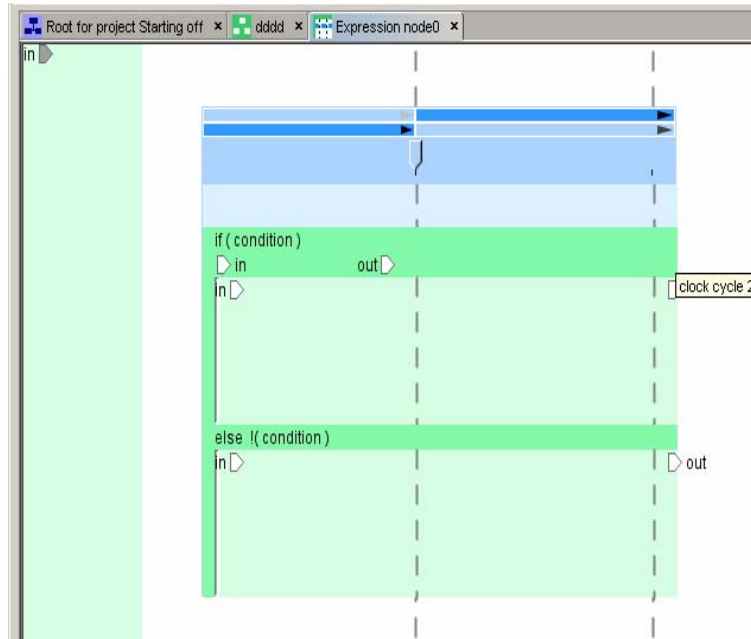 Root for project Starting off × dddd × Expression node0 ×
in
if ( condition )
in out
in clock cycle 2
else !( condition )
in out